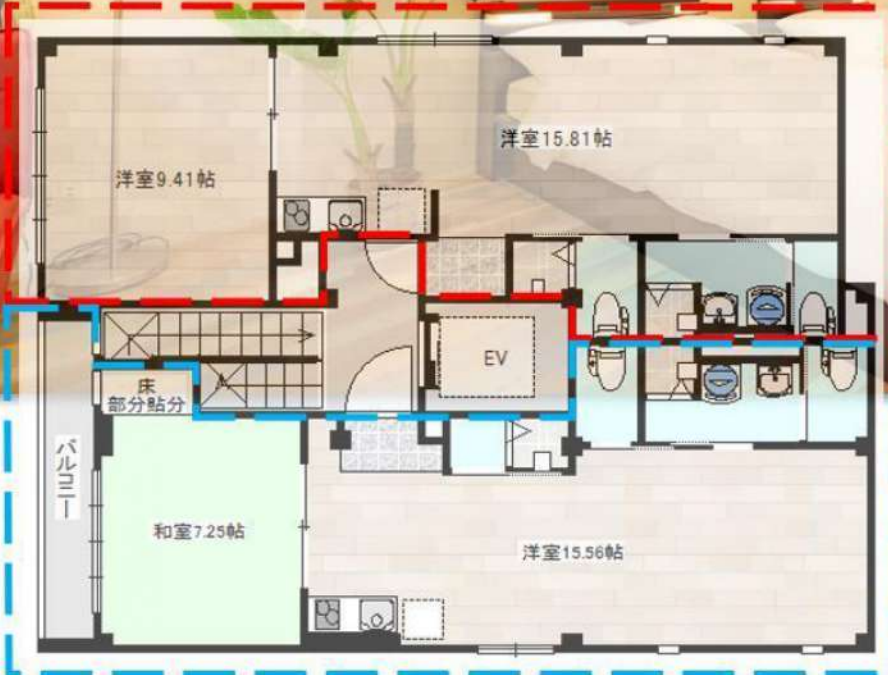 洋室15.81帖
洋室9.41帖
EV
床
部分貼分
バルコニー
和室7.25帖
洋室15.56帖